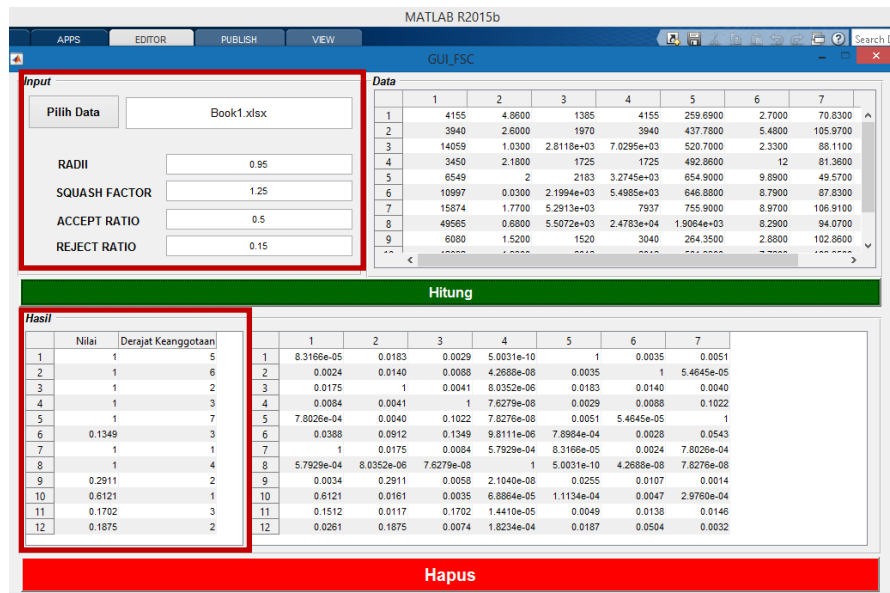 MATLAB R2015b
APPS EDITOR PUBLISH VIEW Search D
GUI_FSC
Input
Pilih Data Book1.xlsx
RADII 0.95
SQUASH FACTOR 1.25
ACCEPT RATIO 0.5
REJECT RATIO 0.15
Data
1 2 3 4 5 6 7
1 4155 4.8600 1385 4155 259.6900 2.7000 70.8300
2 3940 2.6000 1970 3940 437.7800 5.4800 105.9700
3 14059 1.0300 2.8118e+03 7.0295e+03 520.7000 2.3300 88.1100
4 3450 2.1800 1725 1725 492.8600 12 81.3600
5 6549 2 2183 3.2745e+03 654.9000 9.8900 49.5700
6 10997 0.0300 2.1994e+03 5.4985e+03 646.8800 8.7900 87.8300
7 15874 1.7700 5.2913e+03 7937 755.9000 8.9700 106.9100
8 49565 0.6800 5.5072e+03 2.4783e+04 1.9064e+03 8.2900 94.0700
9 6080 1.5200 1520 3040 264.3500 2.8800 102.8600
Hitung
Hasil
Nilai Derajat Keanggotaan
1 1 5
2 1 6
3 1 2
4 1 3
5 1 7
6 0.1349 3
7 1 1
8 1 4
9 0.2911 2
10 0.6121 1
11 0.1702 3
12 0.1875 2
1 2 3 4 5 6 7
1 8.3166e-05 0.0183 0.0029 5.0031e-10 1 0.0035 0.0051
2 0.0024 0.0140 0.0088 4.2688e-08 0.0035 1 5.4645e-05
3 0.0175 1 0.0041 8.0352e-06 0.0183 0.0140 0.0040
4 0.0084 0.0041 1 7.6279e-08 0.0029 0.0088 0.1022
5 7.8026e-04 0.0040 0.1022 7.8276e-08 0.0051 5.4645e-05 1
6 0.0388 0.0912 0.1349 9.8111e-06 7.8984e-04 0.0028 0.0543
7 1 0.0175 0.0084 5.7929e-04 8.3166e-05 0.0024 7.8026e-04
8 5.7929e-04 8.0352e-06 7.6279e-08 1 5.0031e-10 4.2688e-08 7.8276e-08
9 0.0034 0.2911 0.0058 2.1040e-08 0.0255 0.0107 0.0014
10 0.6121 0.0161 0.0035 6.8864e-05 1.1134e-04 0.0047 2.9760e-04
11 0.1512 0.0117 0.1702 1.4410e-05 0.0049 0.0138 0.0146
12 0.0261 0.1875 0.0074 1.8234e-04 0.0187 0.0504 0.0032
Hapus